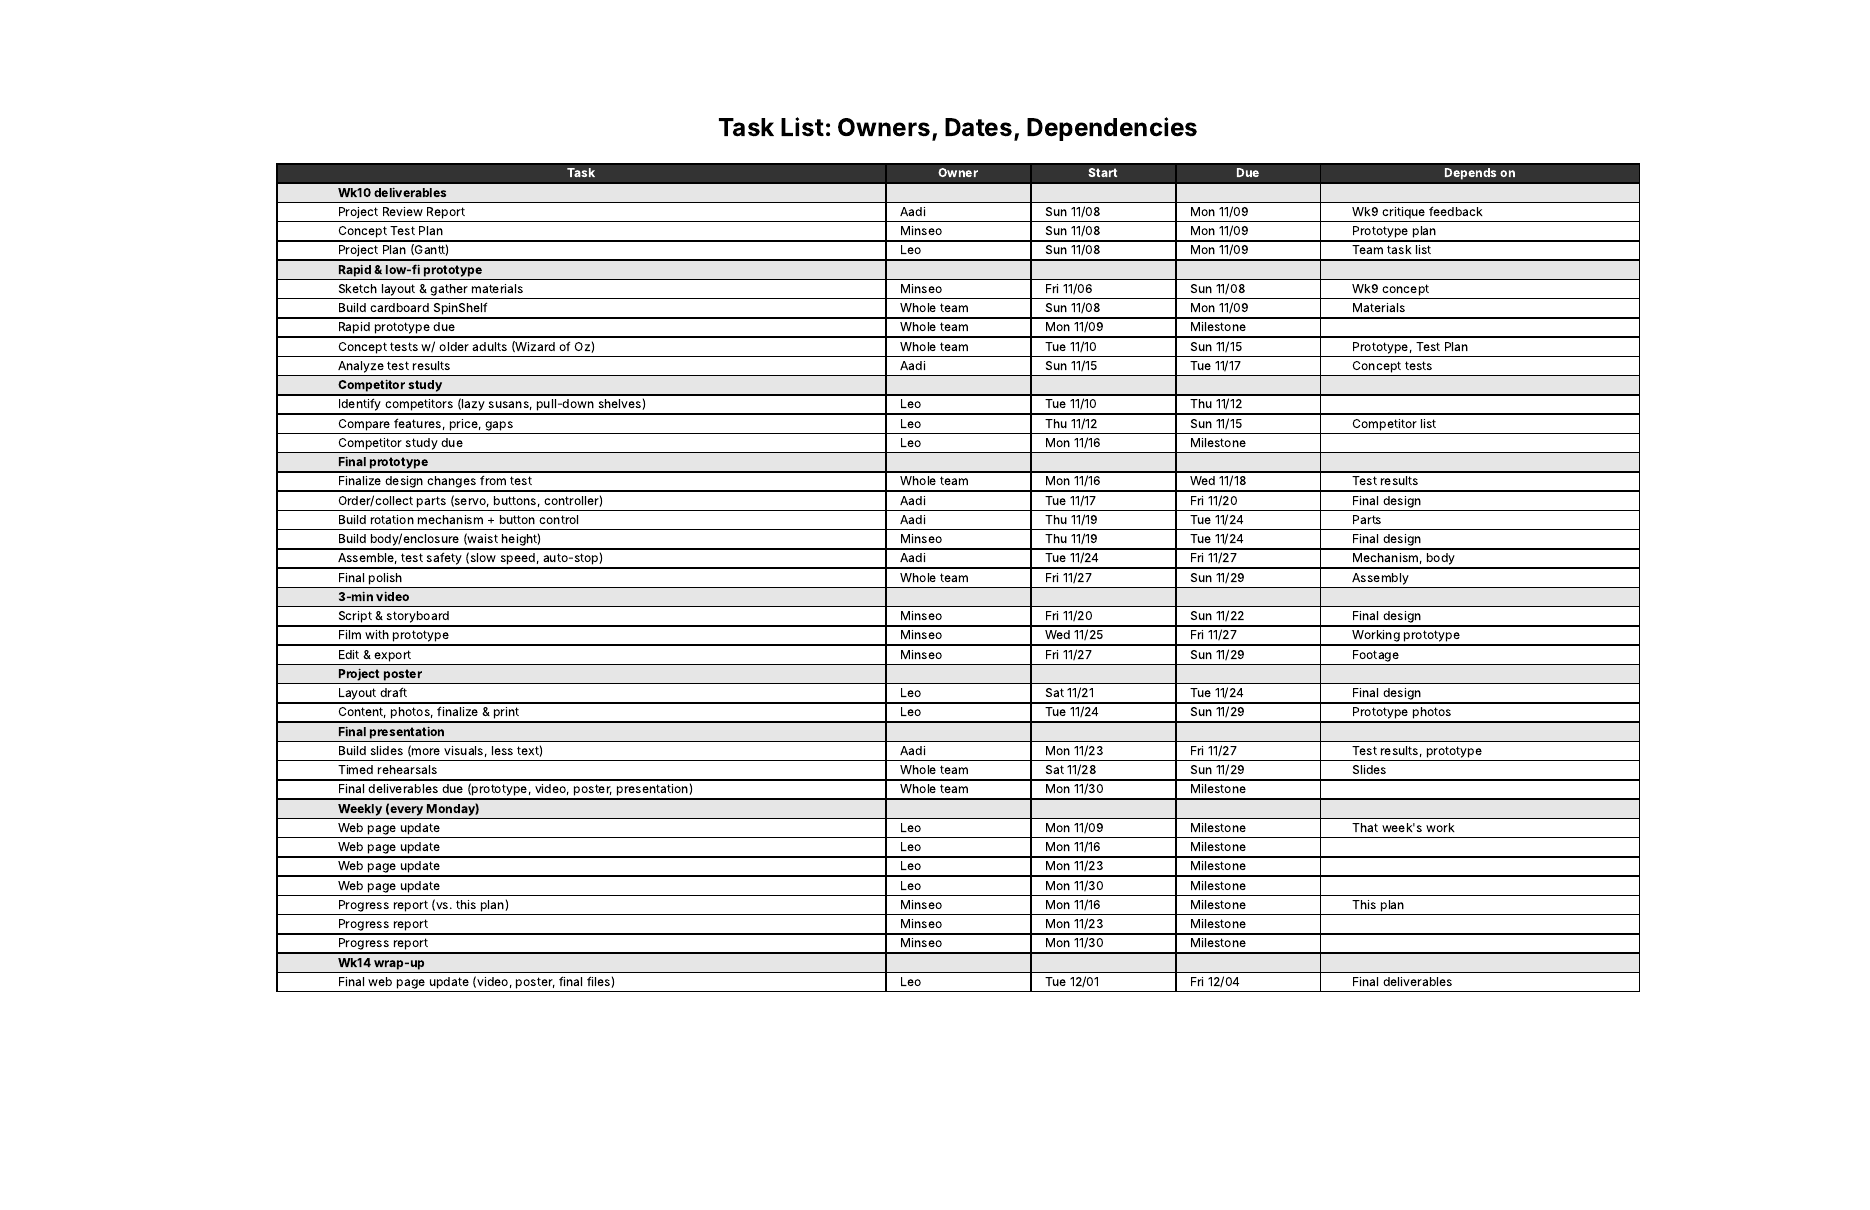 Task List: Owners, Dates, Dependencies
Task Owner Start Due Depends on
Wk10 deliverables
Project Review Report Aadi Sun 11/08 Mon 11/09 Wk9 critique feedback
Concept Test Plan Minseo Sun 11/08 Mon 11/09 Prototype plan
Project Plan (Gantt) Leo Sun 11/08 Mon 11/09 Team task list
Rapid & low-fi prototype
Sketch layout & gather materials Minseo Fri 11/06 Sun 11/08 Wk9 concept
Build cardboard SpinShelf Whole team Sun 11/08 Mon 11/09 Materials
Rapid prototype due Whole team Mon 11/09 Milestone
Concept tests w/ older adults (Wizard of Oz) Whole team Tue 11/10 Sun 11/15 Prototype, Test Plan
Analyze test results Aadi Sun 11/15 Tue 11/17 Concept tests
Competitor study
Identify competitors (lazy susans, pull-down shelves) Leo Tue 11/10 Thu 11/12
Compare features, price, gaps Leo Thu 11/12 Sun 11/15 Competitor list
Competitor study due Leo Mon 11/16 Milestone
Final prototype
Finalize design changes from test Whole team Mon 11/16 Wed 11/18 Test results
Order/collect parts (servo, buttons, controller) Aadi Tue 11/17 Fri 11/20 Final design
Build rotation mechanism + button control Aadi Thu 11/19 Tue 11/24 Parts
Build body/enclosure (waist height) Minseo Thu 11/19 Tue 11/24 Final design
Assemble, test safety (slow speed, auto-stop) Aadi Tue 11/24 Fri 11/27 Mechanism, body
Final polish Whole team Fri 11/27 Sun 11/29 Assembly
3-min video
Script & storyboard Minseo Fri 11/20 Sun 11/22 Final design
Film with prototype Minseo Wed 11/25 Fri 11/27 Working prototype
Edit & export Minseo Fri 11/27 Sun 11/29 Footage
Project poster
Layout draft Leo Sat 11/21 Tue 11/24 Final design
Content, photos, finalize & print Leo Tue 11/24 Sun 11/29 Prototype photos
Final presentation
Build slides (more visuals, less text) Aadi Mon 11/23 Fri 11/27 Test results, prototype
Timed rehearsals Whole team Sat 11/28 Sun 11/29 Slides
Final deliverables due (prototype, video, poster, presentation) Whole team Mon 11/30 Milestone
Weekly (every Monday)
Web page update Leo Mon 11/09 Milestone That week's work
Web page update Leo Mon 11/16 Milestone
Web page update Leo Mon 11/23 Milestone
Web page update Leo Mon 11/30 Milestone
Progress report (vs. this plan) Minseo Mon 11/16 Milestone This plan
Progress report Minseo Mon 11/23 Milestone
Progress report Minseo Mon 11/30 Milestone
Wk14 wrap-up
Final web page update (video, poster, final files) Leo Tue 12/01 Fri 12/04 Final deliverables